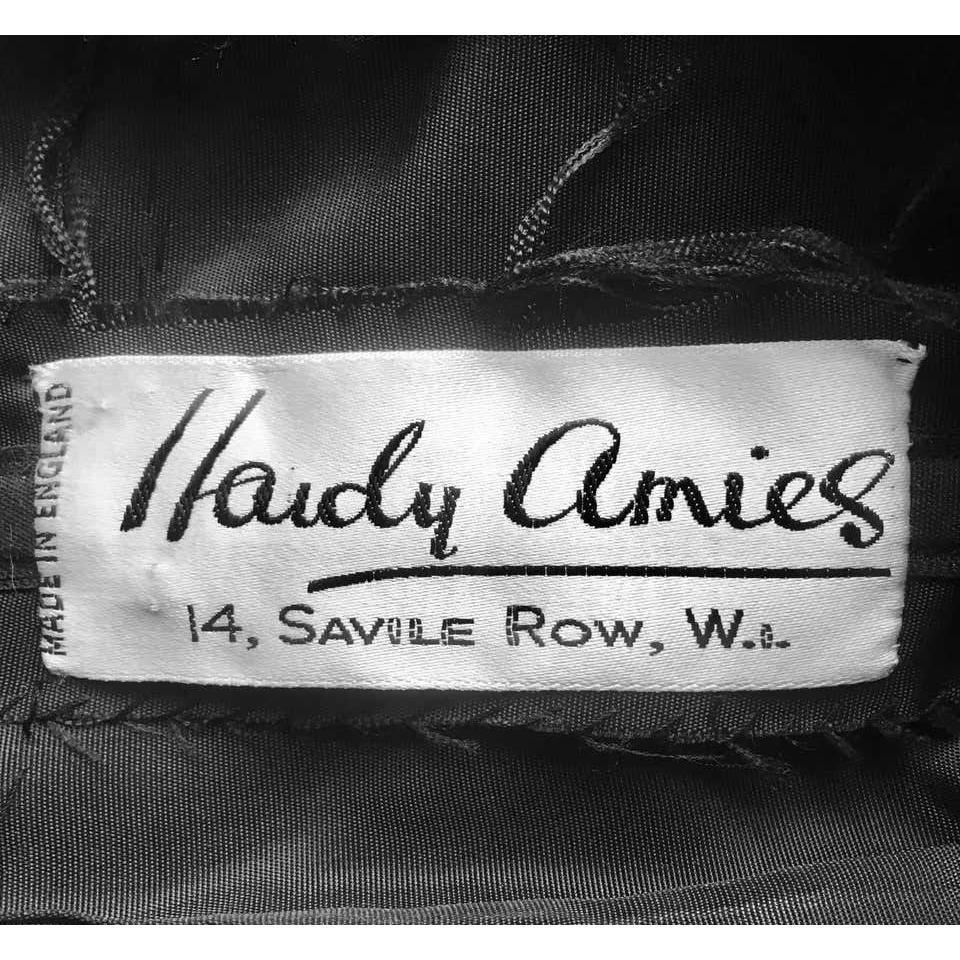 MADE IN ENGLAND
Hardy Amies
14, SAVILE ROW, W.1.